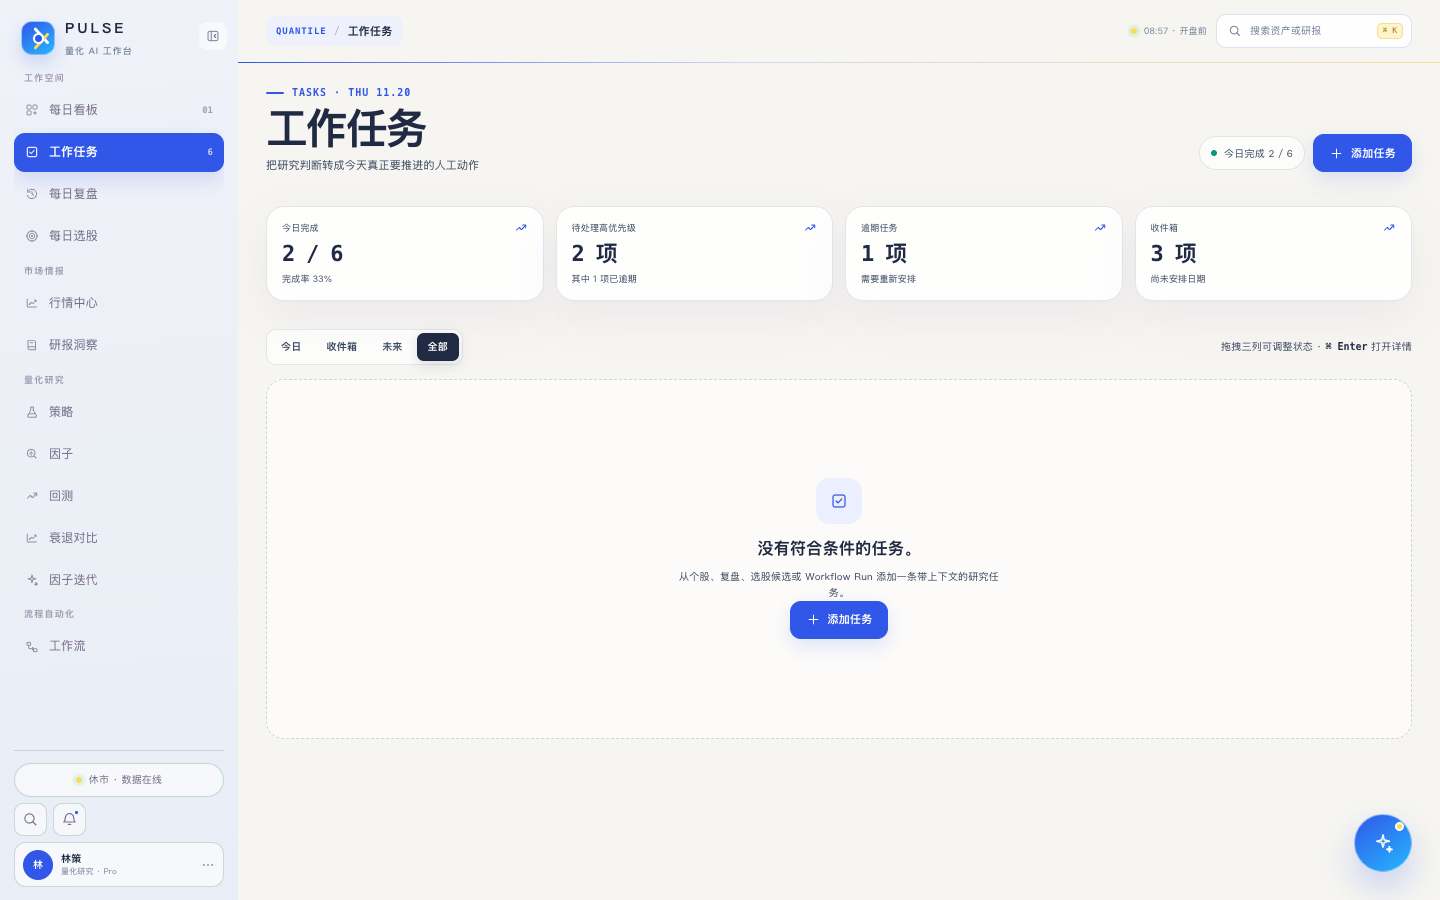 PULSE
量化 AI 工作台
工作空间
每日看板 01
工作任务 6
每日复盘
每日选股
市场情报
行情中心
研报洞察
量化研究
策略
因子
回测
衰退对比
因子迭代
流程自动化
工作流
休市 · 数据在线
林 林策
量化研究 · Pro
QUANTILE / 工作任务
08:57 · 开盘前
搜索资产或研报 ⌘ K
TASKS · THU 11.20
工作任务
把研究判断转成今天真正要推进的人工动作
今日完成 2 / 6
添加任务
今日完成
2 / 6
完成率 33%
待处理高优先级
2 项
其中 1 项已逾期
逾期任务
1 项
需要重新安排
收件箱
3 项
尚未安排日期
今日 收件箱 未来 全部
拖拽三列可调整状态 · ⌘ Enter 打开详情
没有符合条件的任务。
从个股、复盘、选股候选或 Workflow Run 添加一条带上下文的研究任
务。
添加任务